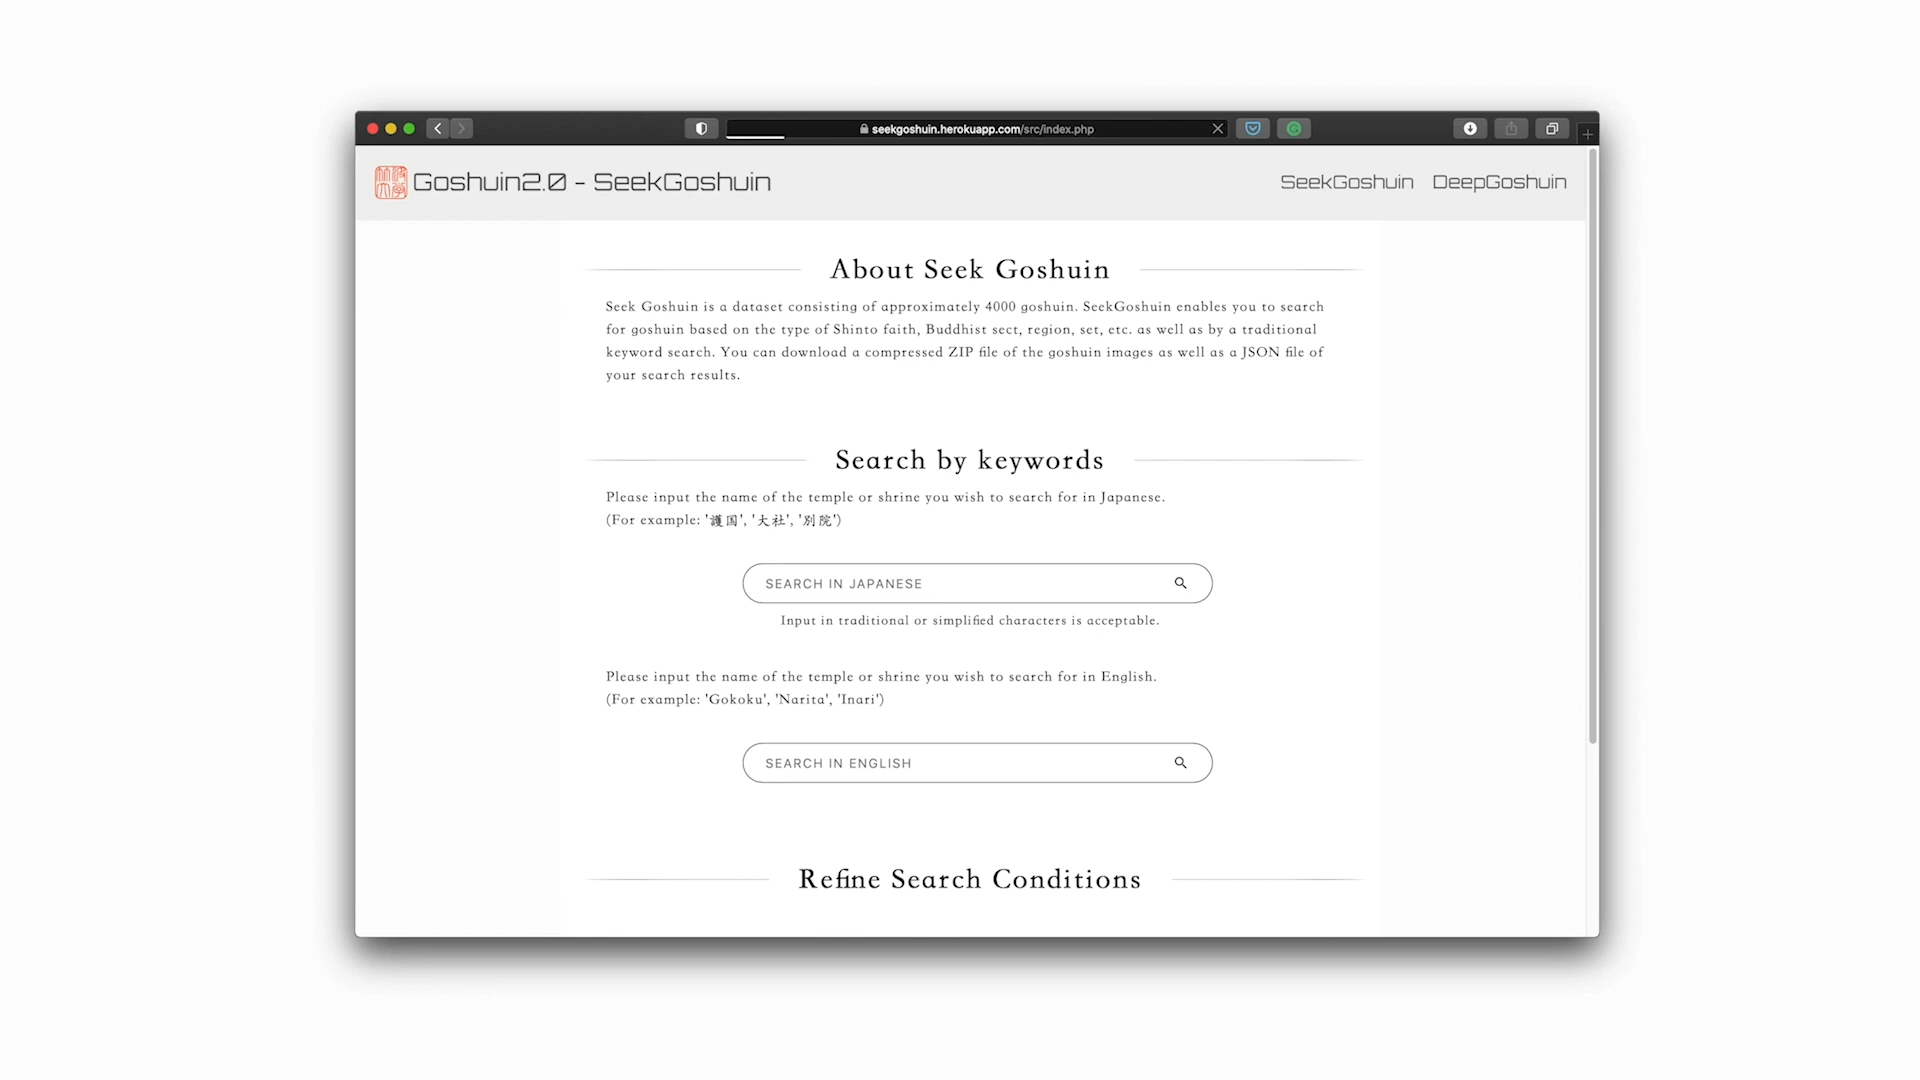 seekgoshuin.herokuapp.com/src/index.php
Goshuin2.0 - SeekGoshuin
SeekGoshuin DeepGoshuin
About Seek Goshuin
Seek Goshuin is a dataset consisting of approximately 4000 goshuin. SeekGoshuin enables you to search
for goshuin based on the type of Shinto faith, Buddhist sect, region, set, etc. as well as by a traditional
keyword search. You can download a compressed ZIP file of the goshuin images as well as a JSON file of
your search results.
Search by keywords
Please input the name of the temple or shrine you wish to search for in Japanese.
(For example: '護国', '大社', '別院')
SEARCH IN JAPANESE
Input in traditional or simplified characters is acceptable.
Please input the name of the temple or shrine you wish to search for in English.
(For example: 'Gokoku', 'Narita', 'Inari')
SEARCH IN ENGLISH
Refine Search Conditions